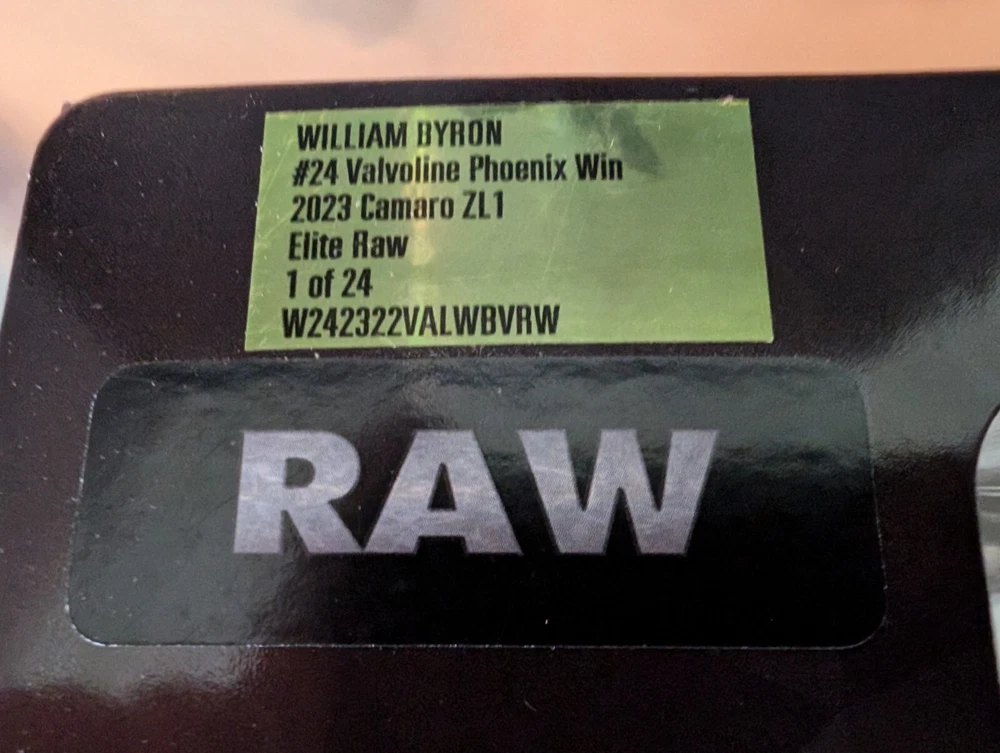 WILLIAM BYRON
#24 Valvoline Phoenix Win
2023 Camaro ZL1
Elite Raw
1 of 24
W242322VALWBVRW
RAW